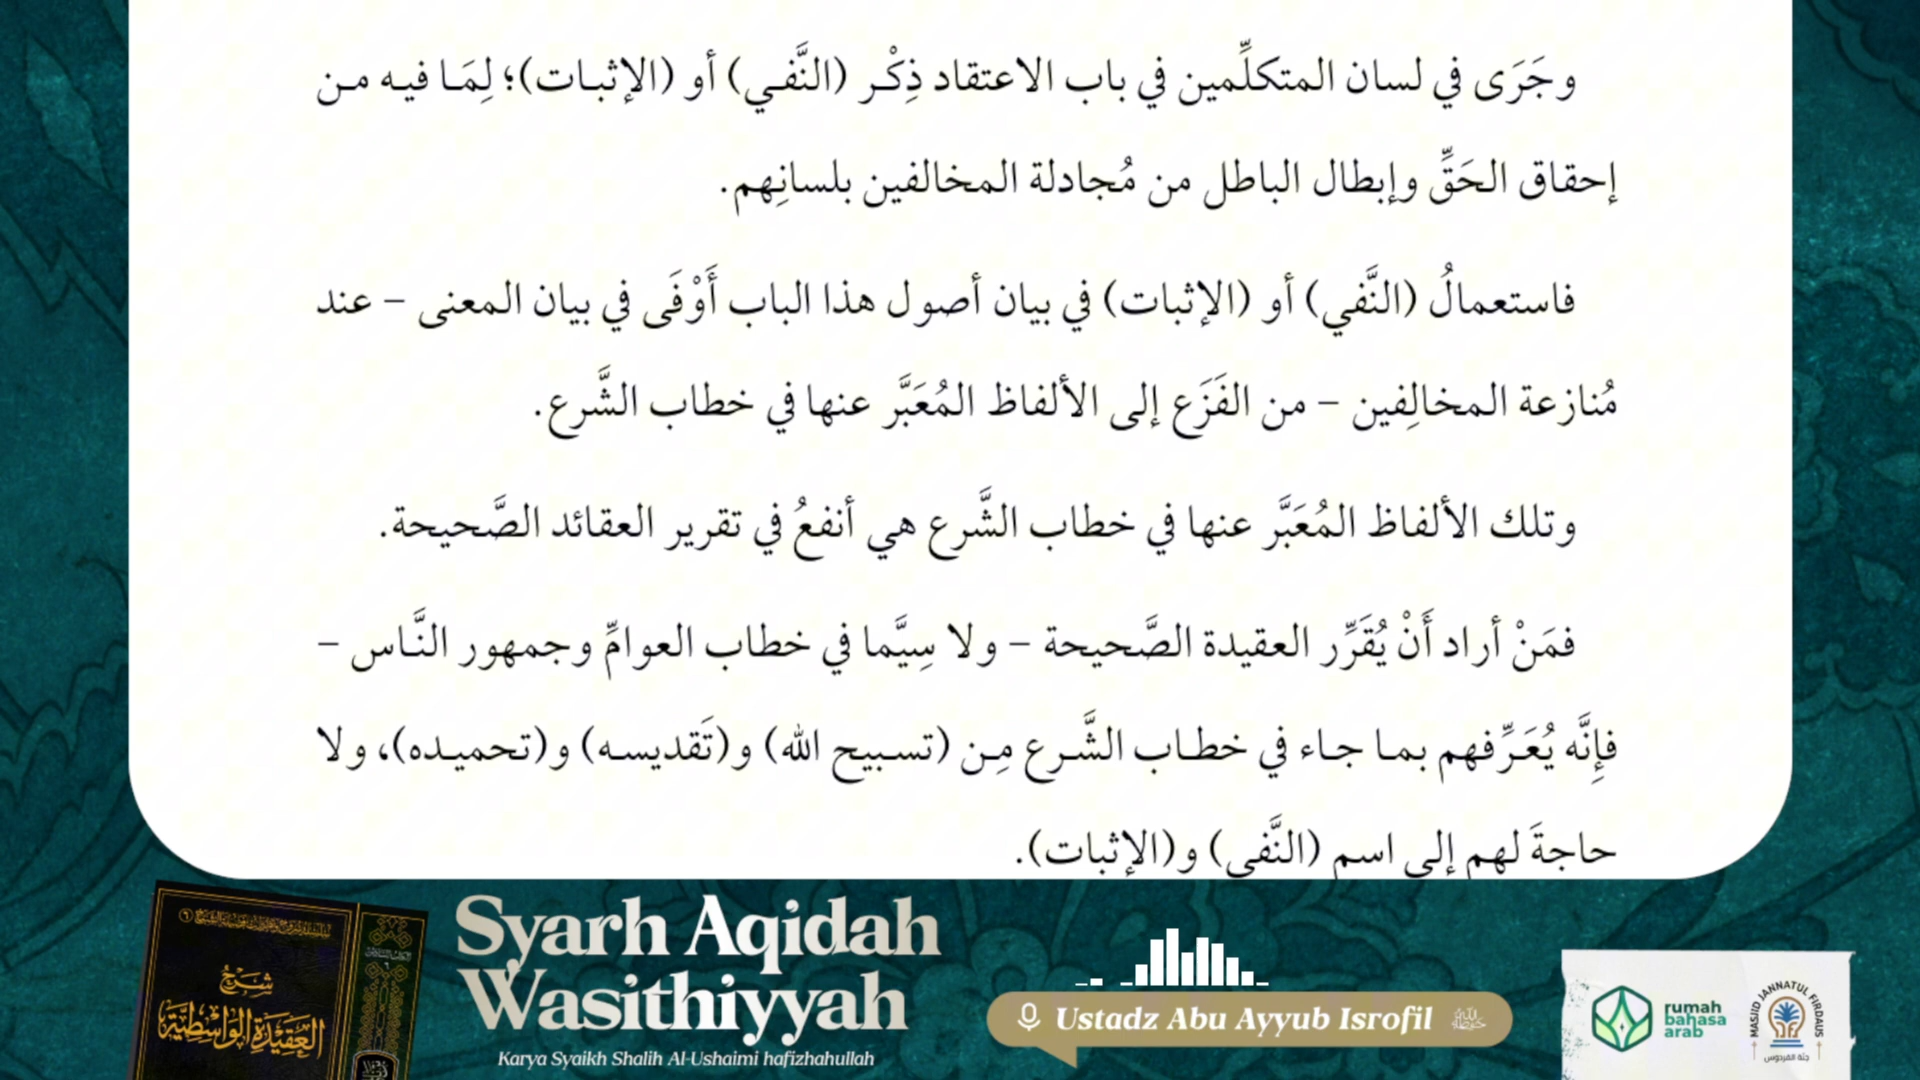 وجَرَى في لسان المتكلِّمين في باب الاعتقاد ذِكْر (النَّفي) أو (الإثبات)؛ لِمَا فيه من
إحقاق الحَقِّ وإبطال الباطل من مُجادلة المخالفين بلسانِهم.
فاستعمالُ (النَّفي) أو (الإثبات) في بيان أصول هذا الباب أَوْفَى في بيان المعنى – عند
مُنازعة المخالِفين – من الفَزَع إلى الألفاظ المُعَبَّر عنها في خطاب الشَّرع.
وتلك الألفاظ المُعَبَّر عنها في خطاب الشَّرع هي أنفعُ في تقرير العقائد الصَّحيحة.
فمَنْ أراد أَنْ يُقَرِّر العقيدة الصَّحيحة – ولا سِيَّما في خطاب العوامِّ وجمهور النَّاس –
فإِنَّه يُعَرِّفهم بما جاء في خطاب الشَّرع مِن (تسبيح الله) و(تَقديسه) و(تحميده)، ولا
حاجةَ لهم إلى اسم (النَّفي) و(الإثبات).
شرح
العقيدة الواسطية
Syarh Aqidah
Wasithiyyah
Karya Syaikh Shalih Al-Ushaimi hafizhahullah
Ustadz Abu Ayyub Isrofil حفظه الله
rumah
bahasa
arab
MASJID JANNATUL FIRDAUS
جنة الفردوس